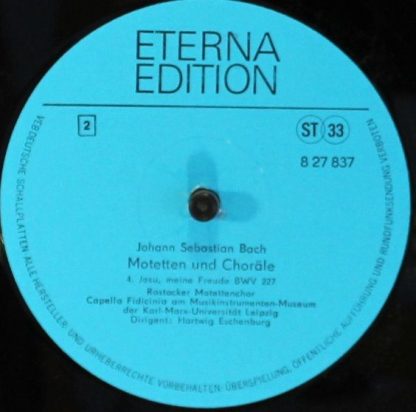 ETERNA
EDITION
2
ST 33
8 27 837
Johann Sebastian Bach
Motetten und Choräle
4. Jesu, meine Freude BWV 227
Rostocker Motettenchor
Capella Fidicinia am Musikinstrumenten-Museum
der Karl-Marx-Universität Leipzig
Dirigent: Hartwig Eschenburg
VEB DEUTSCHE SCHALLPLATTEN ALLE HERSTELLER- UND URHEBERRECHTE VORBEHALTEN · ÜBERSPIELUNG, ÖFFENTLICHE AUFFÜHRUNG UND RUNDFUNKSENDUNG VERBOTEN